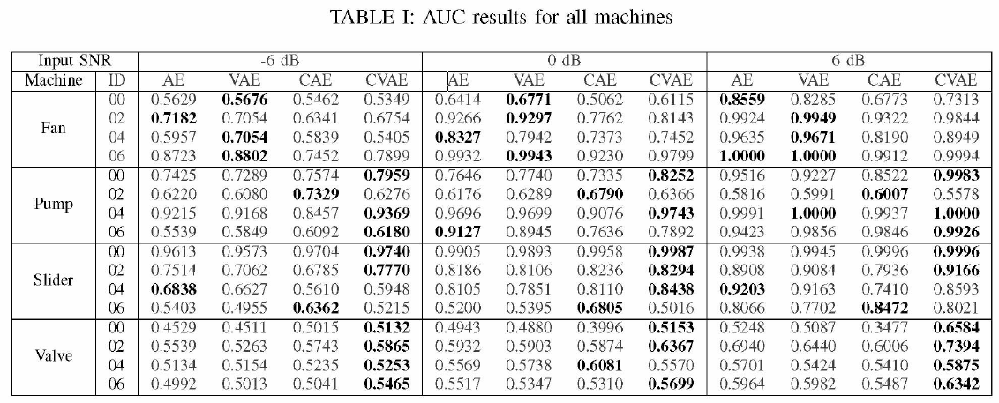 TABLE I: AUC results for all machines
Input SNR -6 dB 0 dB 6 dB
Machine ID AE VAE CAE CVAE AE VAE CAE CVAE AE VAE CAE CVAE
Fan 00 0.5629 0.5676 0.5462 0.5349 0.6414 0.6771 0.5062 0.6115 0.8559 0.8285 0.6773 0.7313
02 0.7182 0.7054 0.6341 0.6754 0.9266 0.9297 0.7762 0.8143 0.9924 0.9949 0.9322 0.9844
04 0.5957 0.7054 0.5839 0.5405 0.8327 0.7942 0.7373 0.7452 0.9635 0.9671 0.8190 0.8949
06 0.8723 0.8802 0.7452 0.7899 0.9932 0.9943 0.9230 0.9799 1.0000 1.0000 0.9912 0.9994
Pump 00 0.7425 0.7289 0.7574 0.7959 0.7646 0.7740 0.7335 0.8252 0.9516 0.9227 0.8522 0.9983
02 0.6220 0.6080 0.7329 0.6276 0.6176 0.6289 0.6790 0.6366 0.5816 0.5991 0.6007 0.5578
04 0.9215 0.9168 0.8457 0.9369 0.9696 0.9699 0.9076 0.9743 0.9991 1.0000 0.9937 1.0000
06 0.5539 0.5849 0.6092 0.6180 0.9127 0.8945 0.7636 0.7892 0.9423 0.9856 0.9846 0.9926
Slider 00 0.9613 0.9573 0.9704 0.9740 0.9905 0.9893 0.9958 0.9987 0.9938 0.9945 0.9996 0.9996
02 0.7514 0.7062 0.6785 0.7770 0.8186 0.8106 0.8236 0.8294 0.8908 0.9084 0.7936 0.9166
04 0.6838 0.6627 0.5610 0.5948 0.8105 0.7851 0.8110 0.8438 0.9203 0.9163 0.7410 0.8593
06 0.5403 0.4955 0.6362 0.5215 0.5200 0.5395 0.6805 0.5016 0.8066 0.7702 0.8472 0.8021
Valve 00 0.4529 0.4511 0.5015 0.5132 0.4943 0.4880 0.3996 0.5153 0.5248 0.5087 0.3477 0.6584
02 0.5539 0.5263 0.5743 0.5865 0.5932 0.5903 0.5874 0.6367 0.6940 0.6440 0.6006 0.7394
04 0.5134 0.5154 0.5235 0.5253 0.5569 0.5738 0.6081 0.5570 0.5701 0.5424 0.5410 0.5875
06 0.4992 0.5013 0.5041 0.5465 0.5517 0.5347 0.5310 0.5699 0.5964 0.5982 0.5487 0.6342